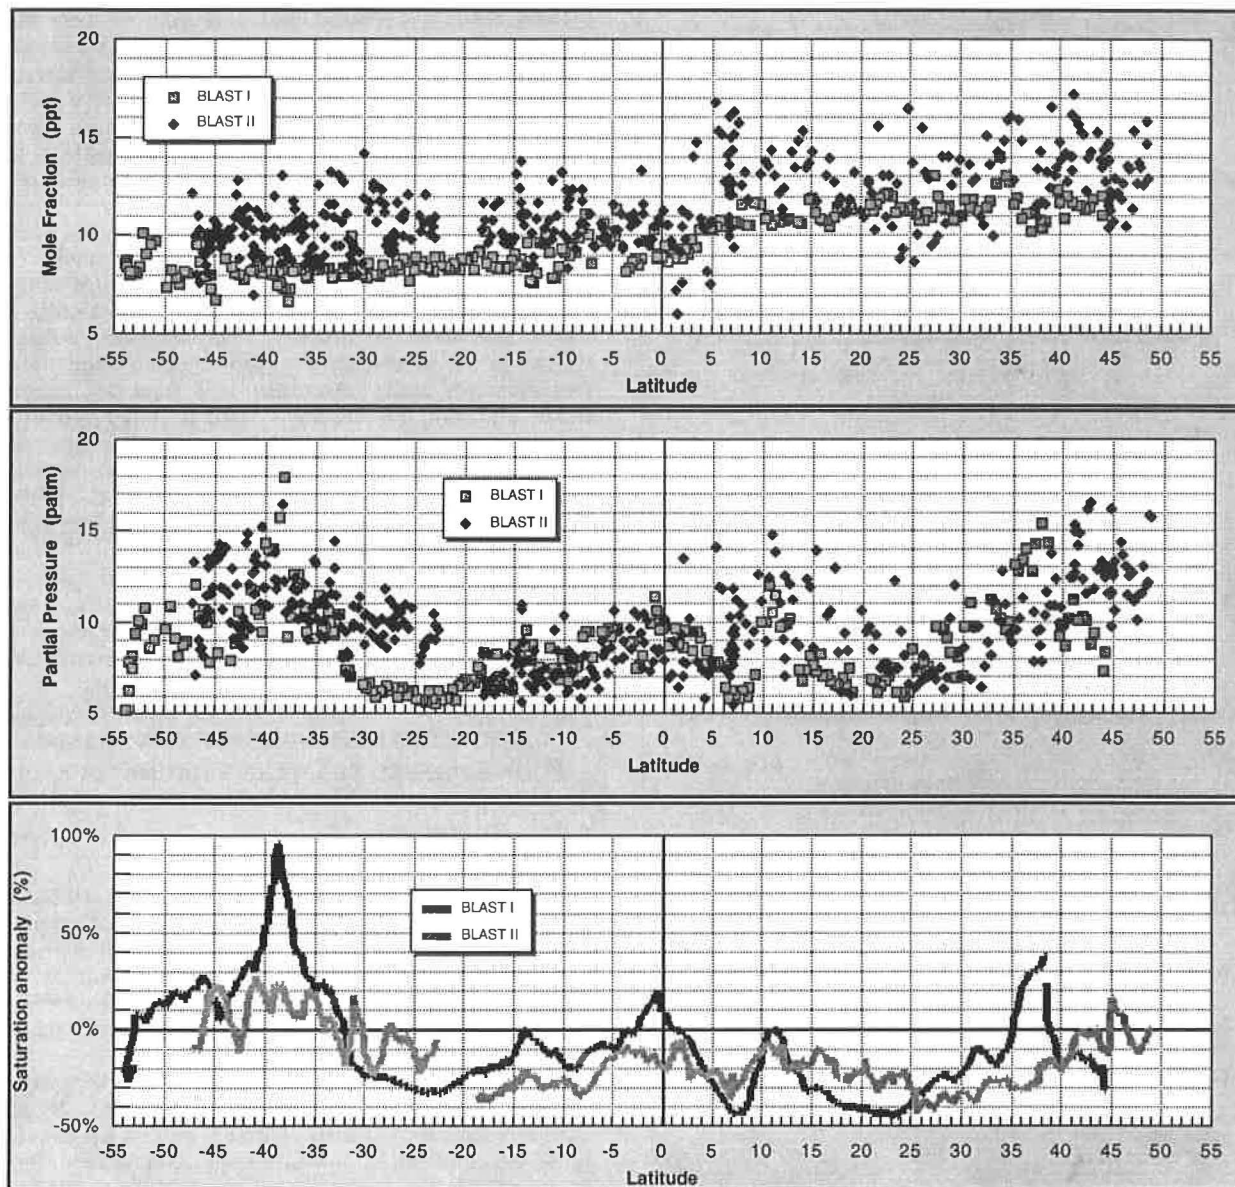 20
15
10
5
Mole Fraction (ppt)
BLAST I
BLAST II
-55 -50 -45 -40 -35 -30 -25 -20 -15 -10 -5 0 5 10 15 20 25 30 35 40 45 50 55
Latitude
20
15
10
5
Partial Pressure (patm)
BLAST I
BLAST II
-55 -50 -45 -40 -35 -30 -25 -20 -15 -10 -5 0 5 10 15 20 25 30 35 40 45 50 55
Latitude
100%
50%
0%
-50%
Saturation anomoly (%)
BLAST I
BLAST II
-55 -50 -45 -40 -35 -30 -25 -20 -15 -10 -5 0 5 10 15 20 25 30 35 40 45 50 55
Latitude